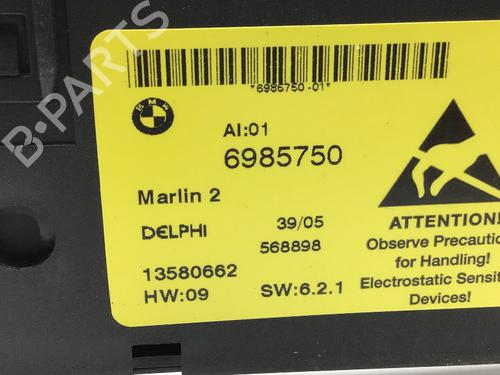 *6985750-01*
BMW
AI:01
6985750
Marlin 2
DELPHI
39/05
568898
13580662
HW:09
SW:6.2.1
ATTENTION!
Observe Precautio
for Handling!
Electrostatic Sensit
Devices!
B-PARTS